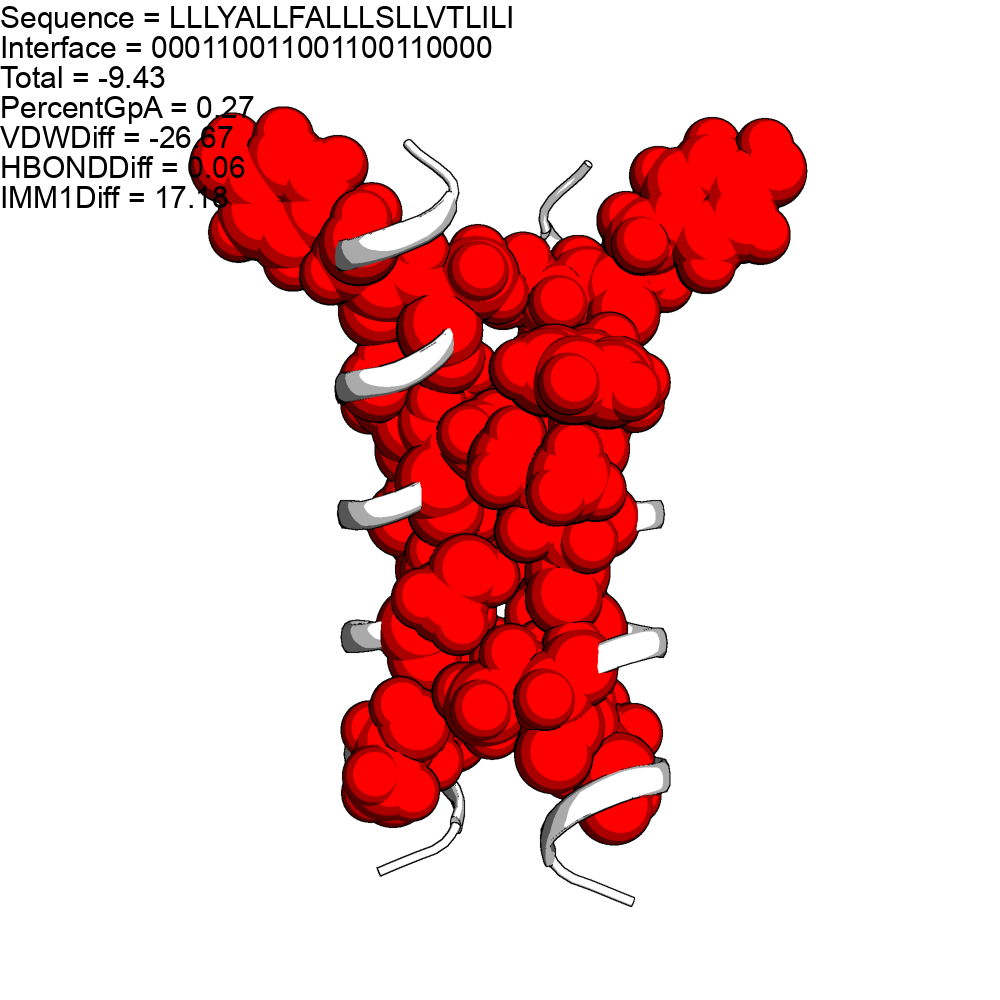 Sequence = LLLYALLFALLLSLLVTLILI
Interface = 000110011001100110000
Total = -9.43
PercentGpA = 0.27
VDWDiff = -26.67
HBONDDiff = 0.06
IMM1Diff = 17.18